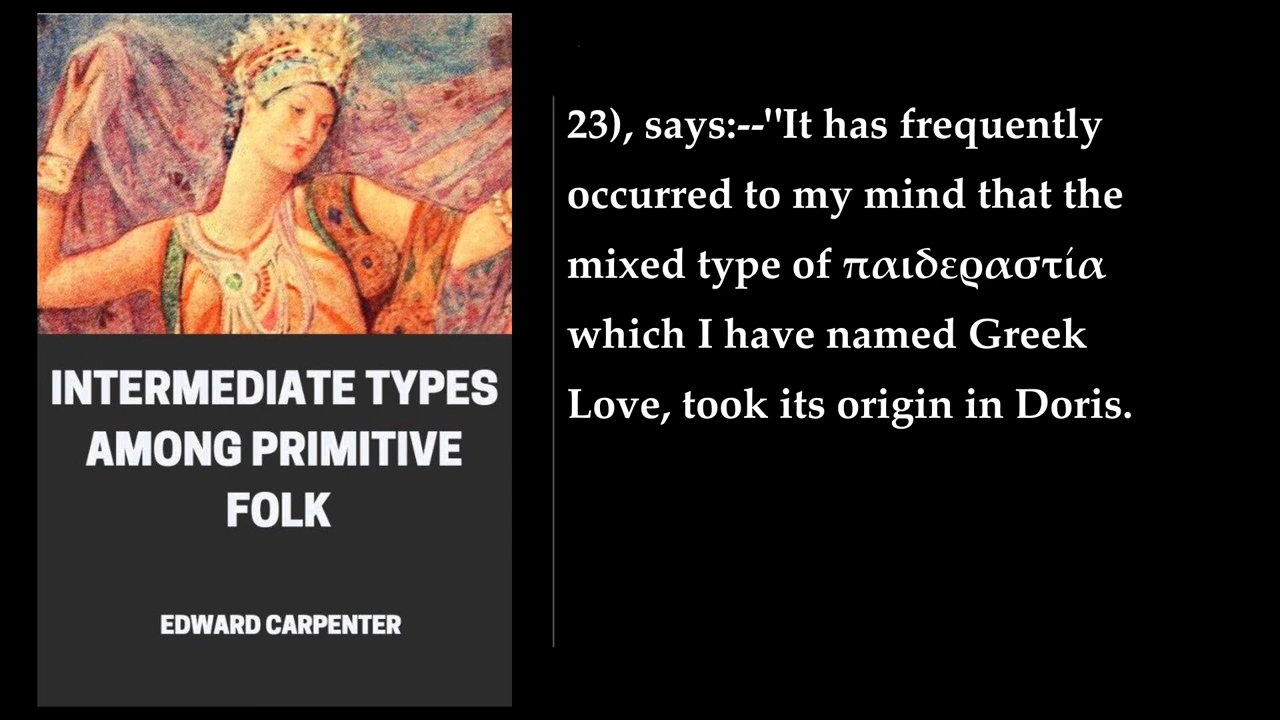 INTERMEDIATE TYPES
AMONG PRIMITIVE
FOLK
EDWARD CARPENTER
23), says:--"It has frequently
occurred to my mind that the
mixed type of παιδεραστία
which I have named Greek
Love, took its origin in Doris.